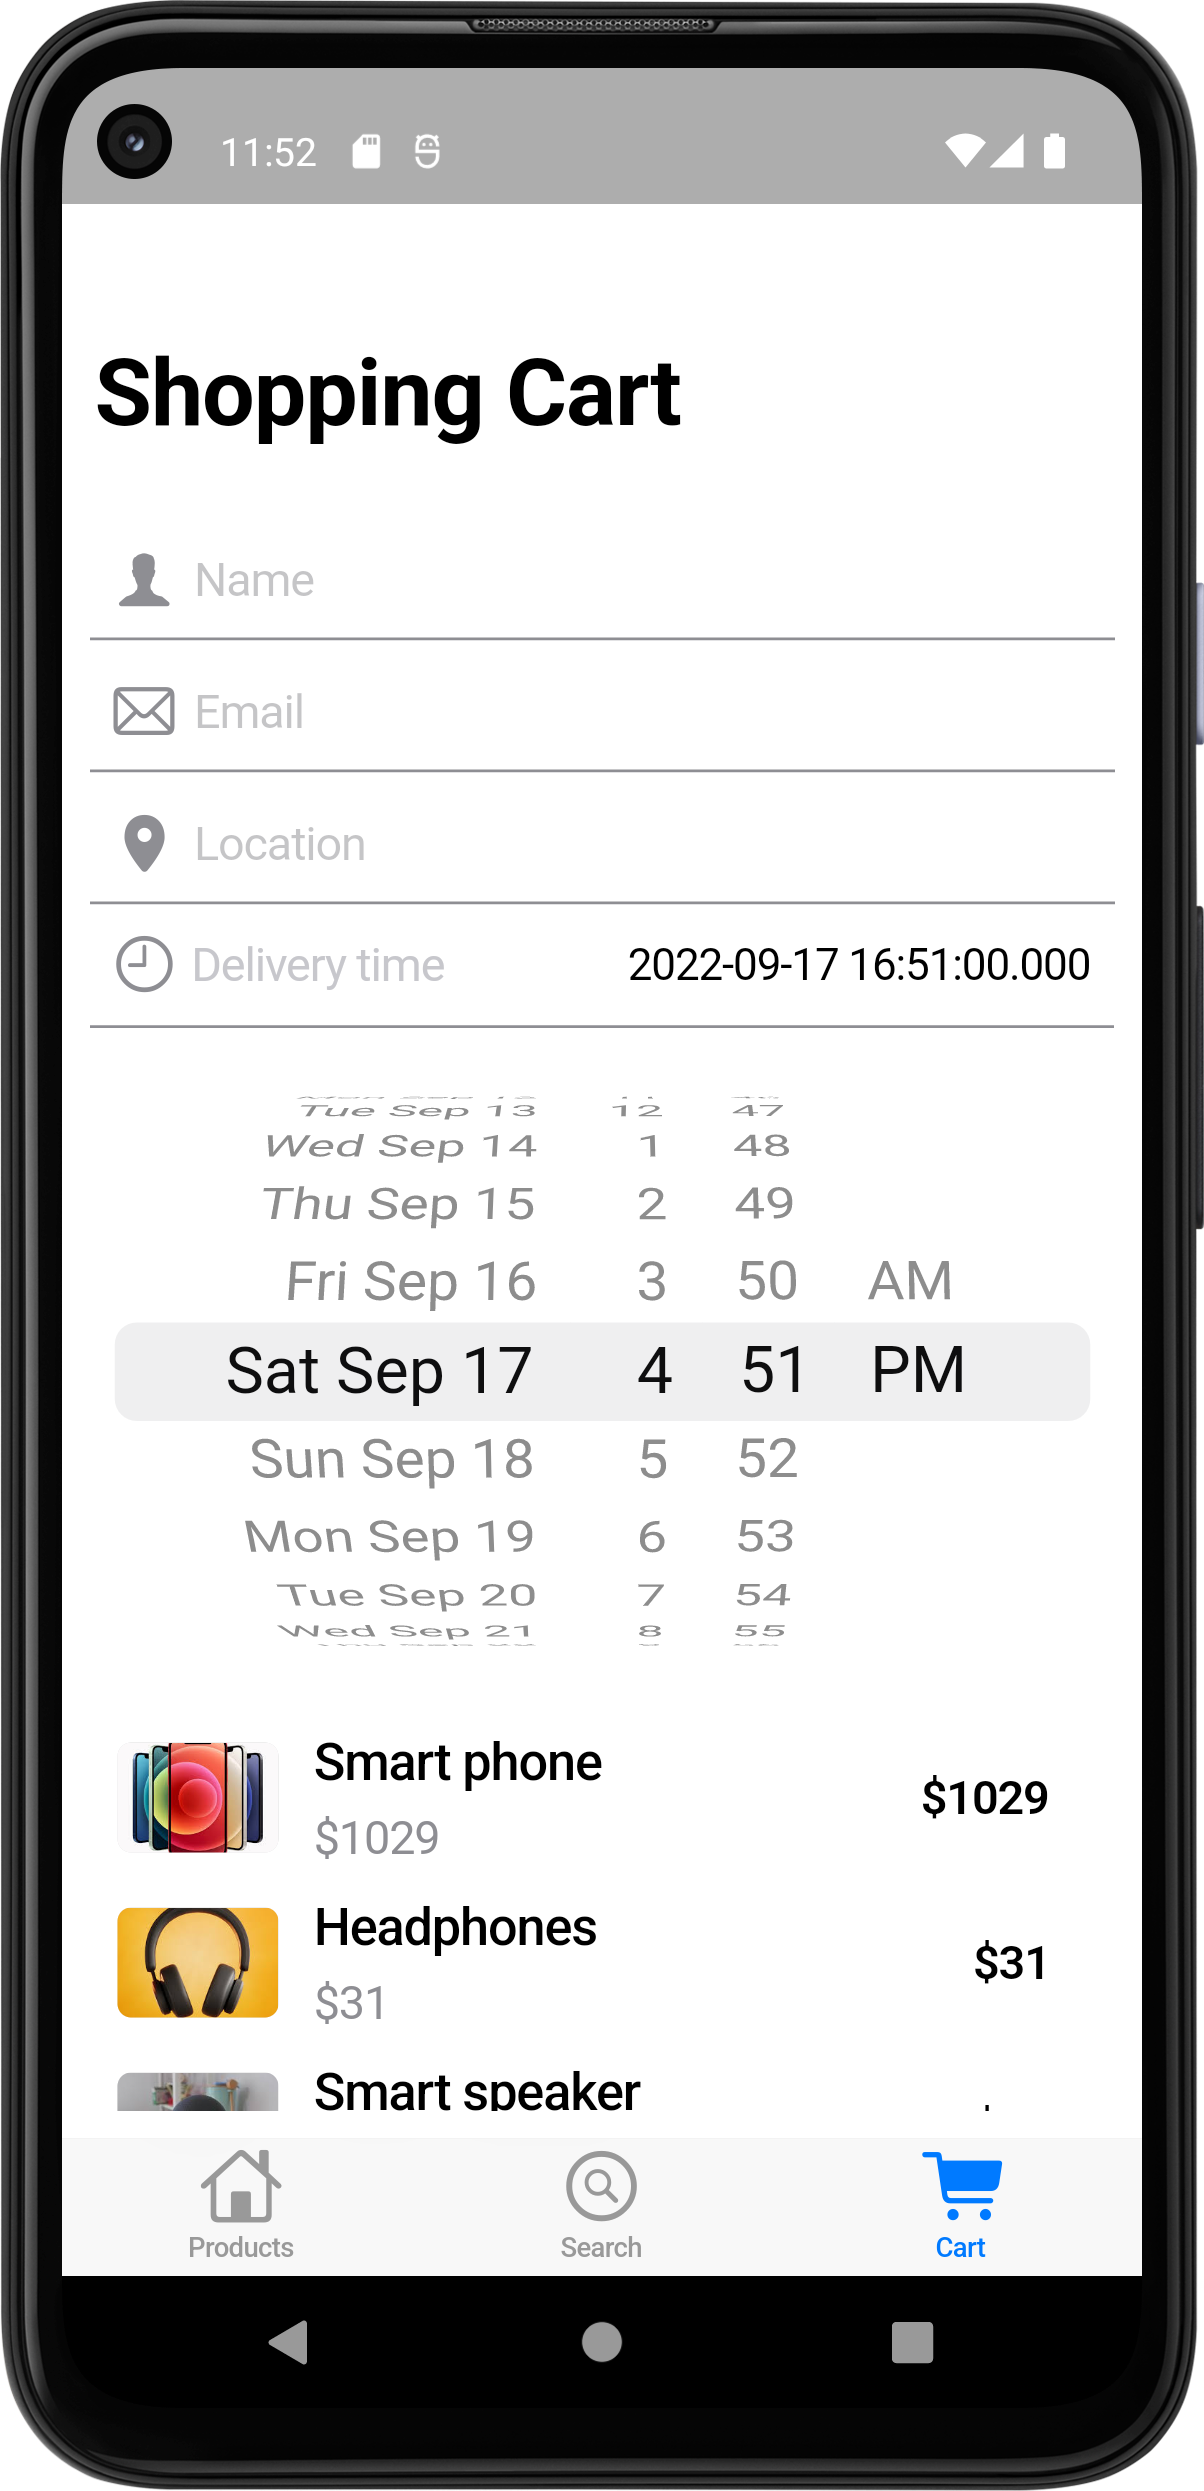 11:52
Shopping Cart
Name
Email
Location
Delivery time 2022-09-17 16:51:00.000
Tue Sep 13 12 47
Wed Sep 14 1 48
Thu Sep 15 2 49
Fri Sep 16 3 50 AM
Sat Sep 17 4 51 PM
Sun Sep 18 5 52
Mon Sep 19 6 53
Tue Sep 20 7 54
Wed Sep 21 8 55
Smart phone
$1029
$1029
Headphones
$31
$31
Smart speaker
Products Search Cart